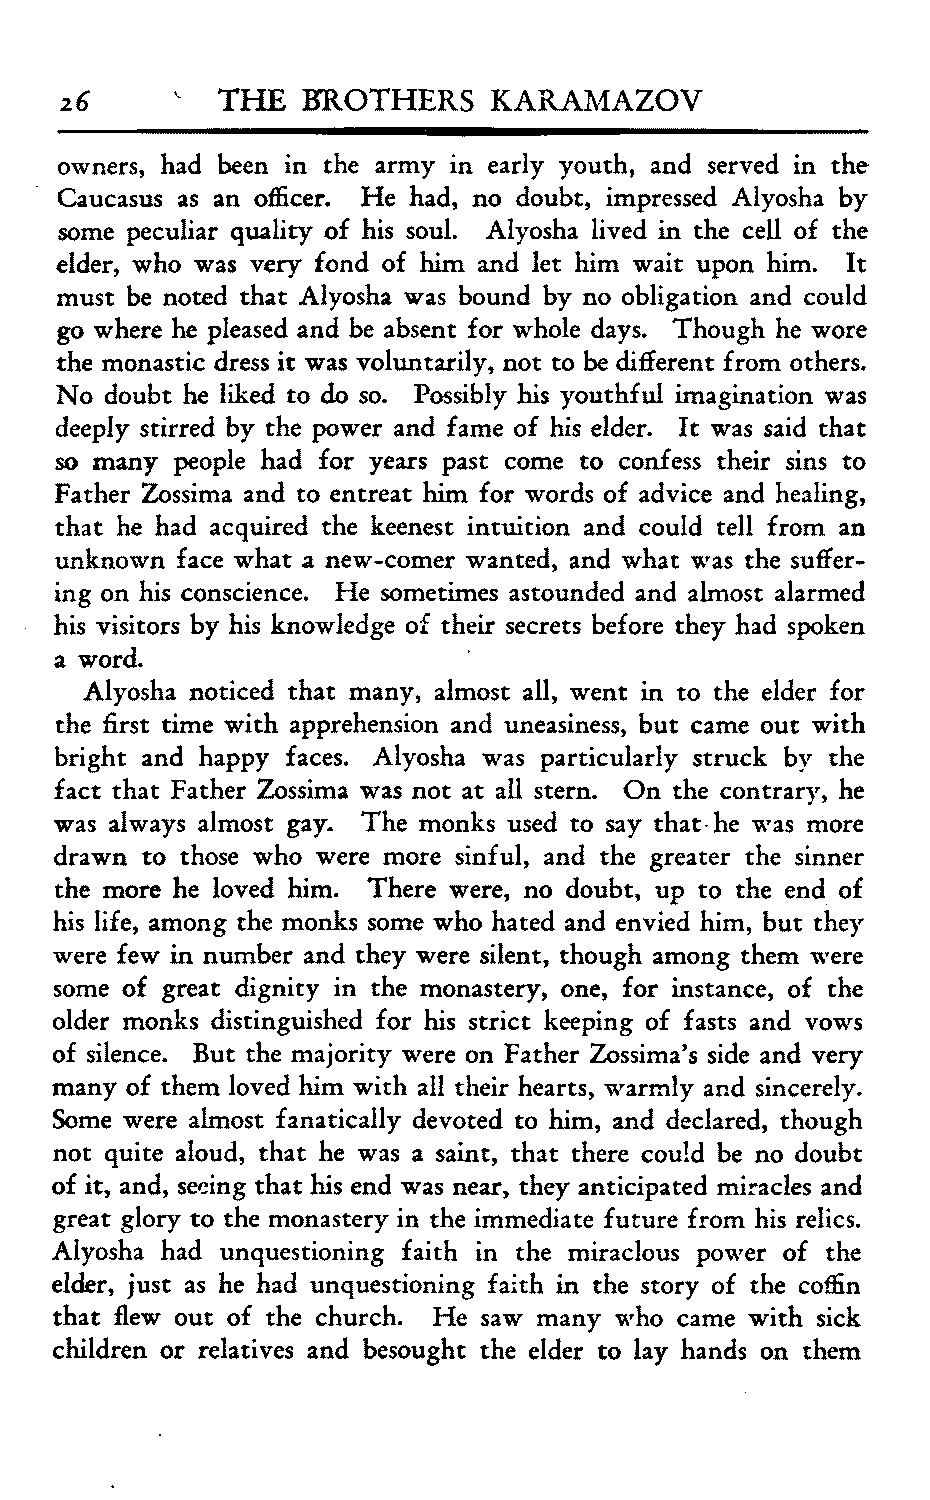 26 THE BROTHERS KARAMAZOV
owners, had been in the army in early youth, and served in the
Caucasus as an officer. He had, no doubt, impressed Alyosha by
some peculiar quality of his soul. Alyosha lived in the cell of the
elder, who was very fond of him and let him wait upon him. It
must be noted that Alyosha was bound by no obligation and could
go where he pleased and be absent for whole days. Though he wore
the monastic dress it was voluntarily, not to be different from others.
No doubt he liked to do so. Possibly his youthful imagination was
deeply stirred by the power and fame of his elder. It was said that
so many people had for years past come to confess their sins to
Father Zossima and to entreat him for words of advice and healing,
that he had acquired the keenest intuition and could tell from an
unknown face what a new-comer wanted, and what was the suffer-
ing on his conscience. He sometimes astounded and almost alarmed
his visitors by his knowledge of their secrets before they had spoken
a word.
Alyosha noticed that many, almost all, went in to the elder for
the first time with apprehension and uneasiness, but came out with
bright and happy faces. Alyosha was particularly struck by the
fact that Father Zossima was not at all stern. On the contrary, he
was always almost gay. The monks used to say that he was more
drawn to those who were more sinful, and the greater the sinner
the more he loved him. There were, no doubt, up to the end of
his life, among the monks some who hated and envied him, but they
were few in number and they were silent, though among them were
some of great dignity in the monastery, one, for instance, of the
older monks distinguished for his strict keeping of fasts and vows
of silence. But the majority were on Father Zossima's side and very
many of them loved him with all their hearts, warmly and sincerely.
Some were almost fanatically devoted to him, and declared, though
not quite aloud, that he was a saint, that there could be no doubt
of it, and, seeing that his end was near, they anticipated miracles and
great glory to the monastery in the immediate future from his relics.
Alyosha had unquestioning faith in the miraclous power of the
elder, just as he had unquestioning faith in the story of the coffin
that flew out of the church. He saw many who came with sick
children or relatives and besought the elder to lay hands on them